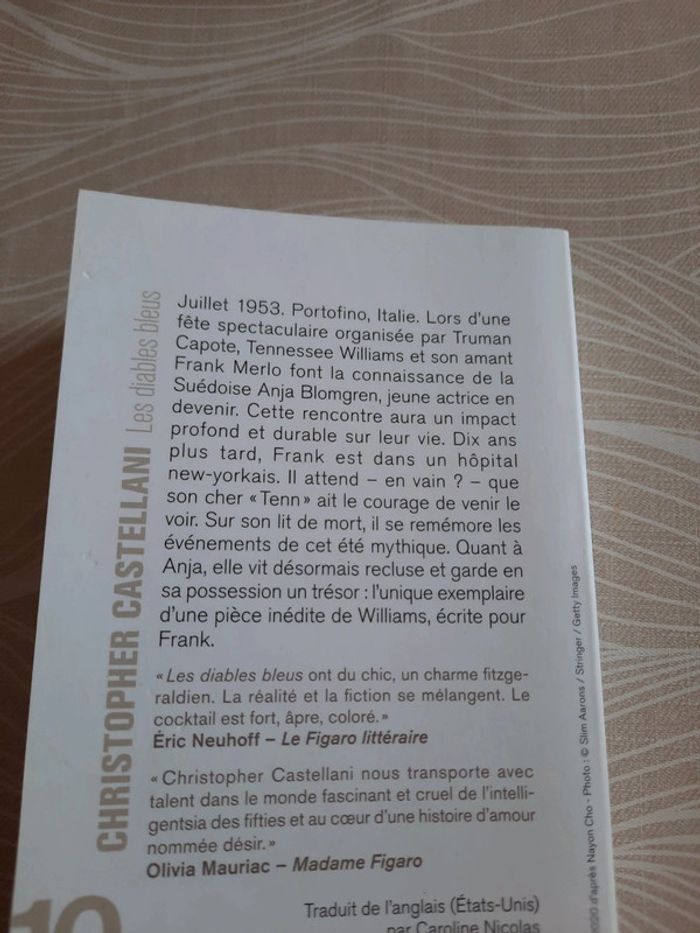 Juillet 1953. Portofino, Italie. Lors d'une
fête spectaculaire organisée par Truman
Capote, Tennessee Williams et son amant
Frank Merlo font la connaissance de la
Suédoise Anja Blomgren, jeune actrice en
devenir. Cette rencontre aura un impact
profond et durable sur leur vie. Dix ans
plus tard, Frank est dans un hôpital
new-yorkais. Il attend – en vain ? – que
son cher « Tenn » ait le courage de venir le
voir. Sur son lit de mort, il se remémore les
événements de cet été mythique. Quant à
Anja, elle vit désormais recluse et garde en
sa possession un trésor : l'unique exemplaire
d'une pièce inédite de Williams, écrite pour
Frank.
« Les diables bleus ont du chic, un charme fitzge-
raldien. La réalité et la fiction se mélangent. Le
cocktail est fort, âpre, coloré. »
Éric Neuhoff – Le Figaro littéraire
« Christopher Castellani nous transporte avec
talent dans le monde fascinant et cruel de l'intelli-
gentsia des fifties et au cœur d'une histoire d'amour
nommée désir. »
Olivia Mauriac – Madame Figaro
Traduit de l'anglais (États-Unis)
par Caroline Nicolas
CHRISTOPHER CASTELLANI Les diables bleus
2020 d'après Nayon Cho - Photo : © Slim Aarons / Stringer / Getty Images
10